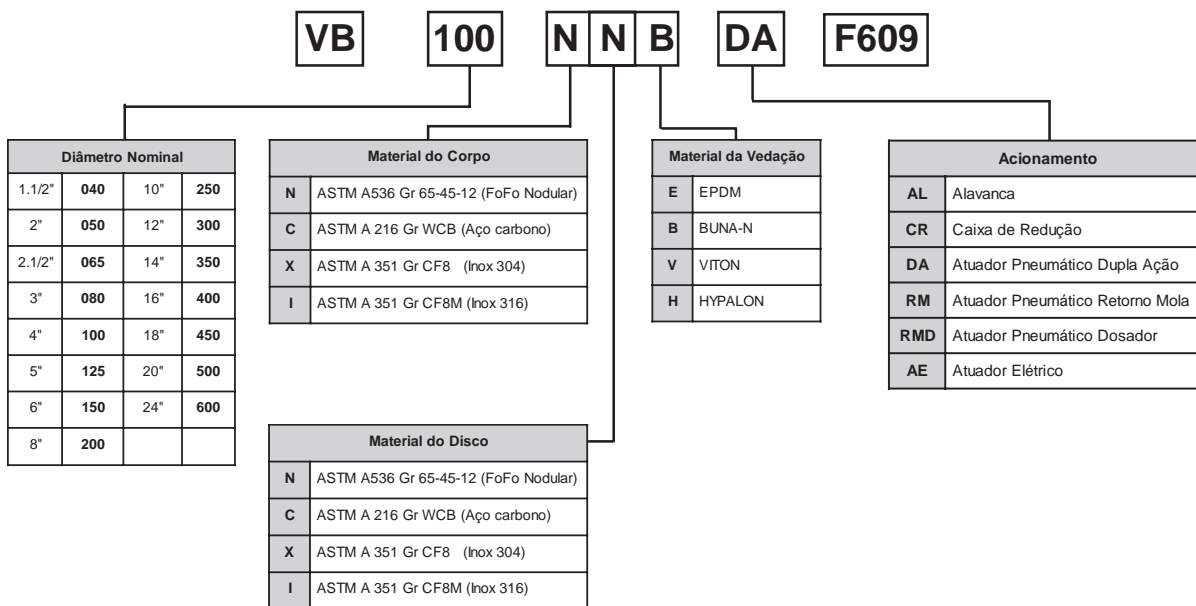 VB 100 N N B DA F609
Diâmetro Nominal
1.1/2" 040 10" 250
2" 050 12" 300
2.1/2" 065 14" 350
3" 080 16" 400
4" 100 18" 450
5" 125 20" 500
6" 150 24" 600
8" 200
Material do Corpo
N ASTM A536 Gr 65-45-12 (FoFo Nodular)
C ASTM A 216 Gr WCB (Aço carbono)
X ASTM A 351 Gr CF8 (Inox 304)
I ASTM A 351 Gr CF8M (Inox 316)
Material da Vedação
E EPDM
B BUNA-N
V VITON
H HYPALON
Acionamento
AL Alavanca
CR Caixa de Redução
DA Atuador Pneumático Dupla Ação
RM Atuador Pneumático Retorno Mola
RMD Atuador Pneumático Dosador
AE Atuador Elétrico
Material do Disco
N ASTM A536 Gr 65-45-12 (FoFo Nodular)
C ASTM A 216 Gr WCB (Aço carbono)
X ASTM A 351 Gr CF8 (Inox 304)
I ASTM A 351 Gr CF8M (Inox 316)